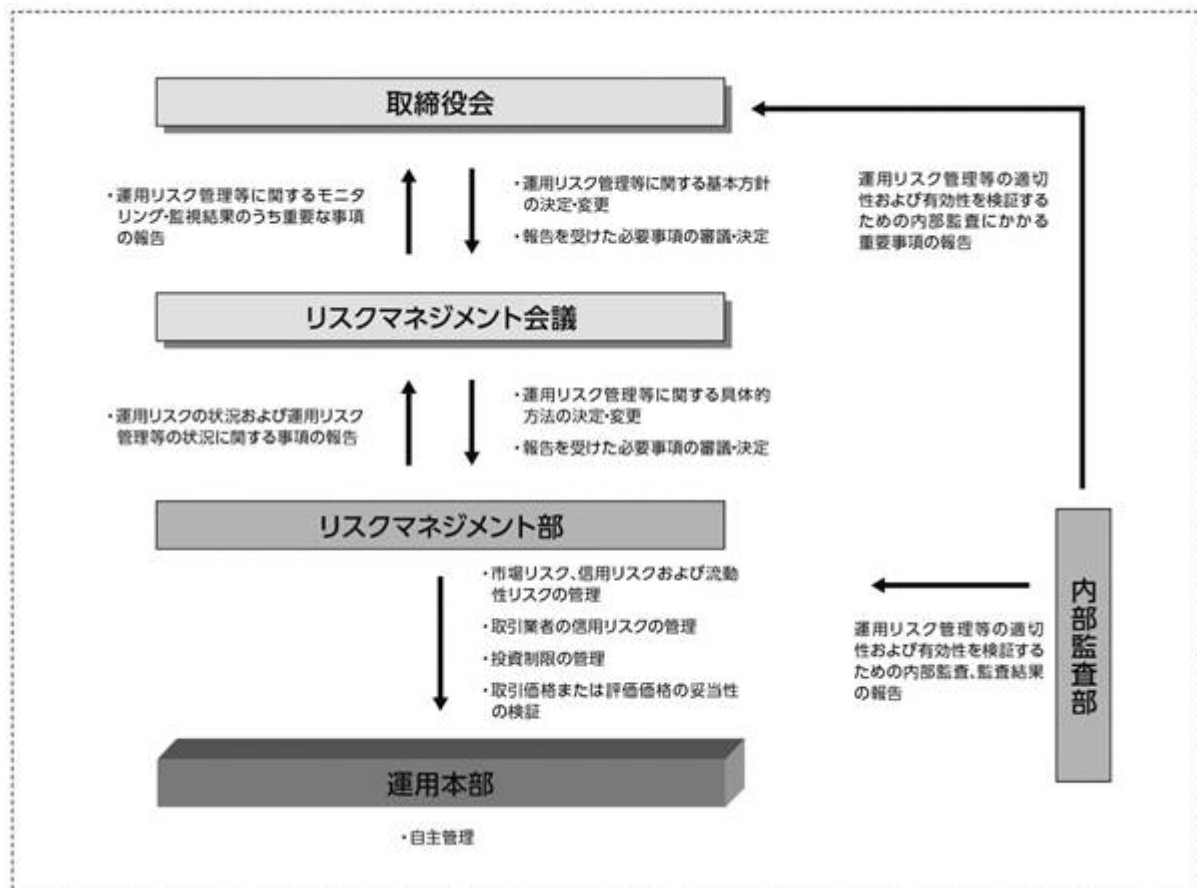 取締役会
・運用リスク管理等に関するモニタ
リング・監視結果のうち重要な事項
の報告
・運用リスク管理等に関する基本方針
の決定・変更
・報告を受けた必要事項の審議・決定
運用リスク管理等の適切
性および有効性を検証する
ための内部監査にかかる
重要事項の報告
リスクマネジメント会議
・運用リスクの状況および運用リスク
管理等の状況に関する事項の報告
・運用リスク管理等に関する具体的
方法の決定・変更
・報告を受けた必要事項の審議・決定
リスクマネジメント部
・市場リスク、信用リスクおよび流動
性リスクの管理
・取引業者の信用リスクの管理
・投資制限の管理
・取引価格または評価価格の妥当性
の検証
運用リスク管理等の適切
性および有効性を検証する
ための内部監査、監査結果
の報告
内部監査部
運用本部
・自主管理